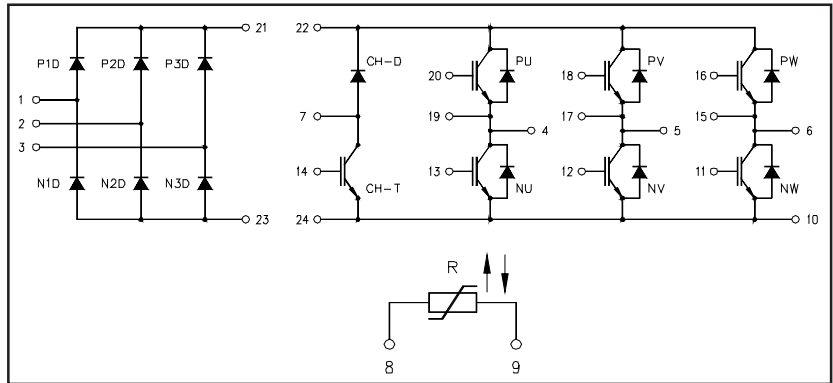 21 22
P1D P2D P3D CH-D PU PV PW
20 18 16
1
2 7 19 4 17 5 15 6
3
N1D N2D N3D 14 CH-T 13 NU 12 NV 11 NW
23 24 10
R
8 9